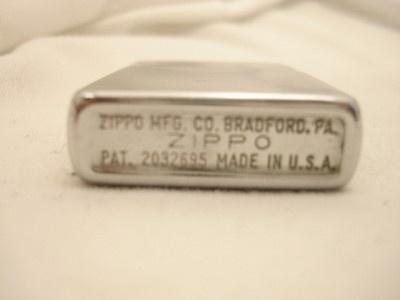 ZIPPO MFG. CO. BRADFORD. PA.
ZIPPO
PAT. 2032695 MADE IN U.S.A.